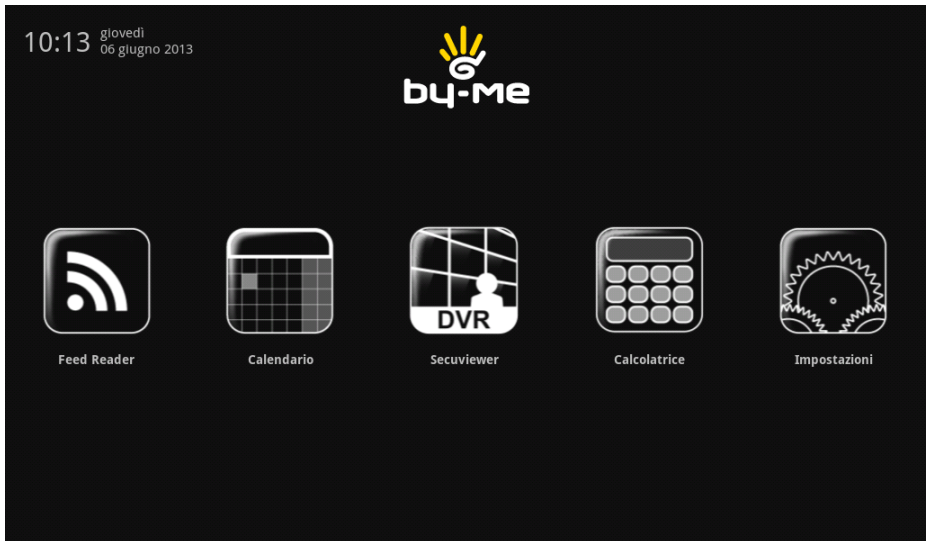 10:13
giovedì
06 giugno 2013
by-me
DVR
Feed Reader
Calendario
Secuviewer
Calcolatrice
Impostazioni